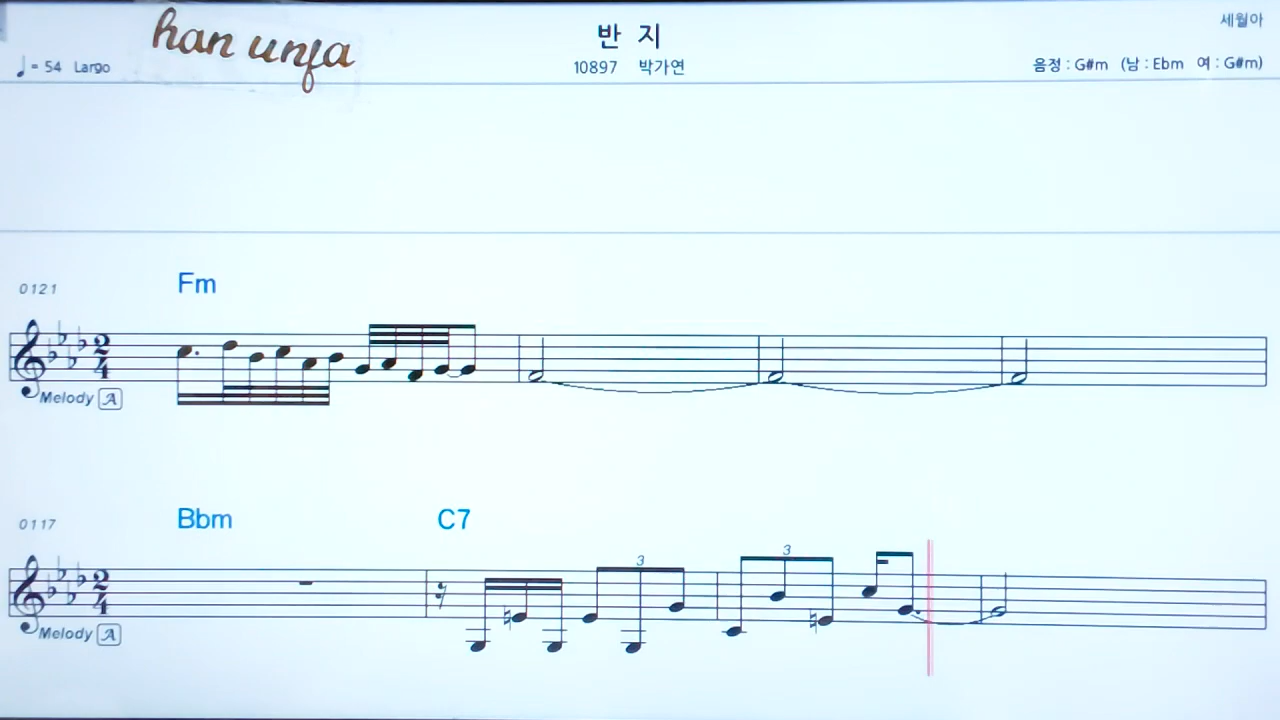 han unfa
반 지
세월아
♩= 54 Largo
10897 박가연
음정 : G#m (남 : Ebm 여 : G#m)
0121
Fm
2
4
Melody A
0117
Bbm
C7
2
4
3
3
Melody A